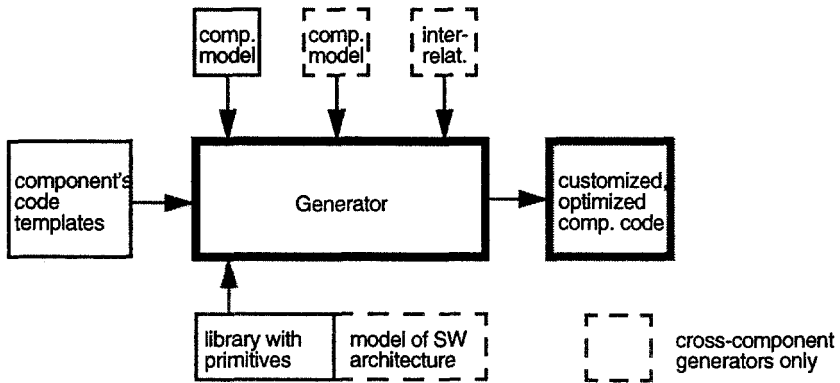 comp.
model
comp.
model
inter-
relat.
component's
code
templates
Generator
customized,
optimized
comp. code
library with
primitives
model of SW
architecture
cross-component
generators only